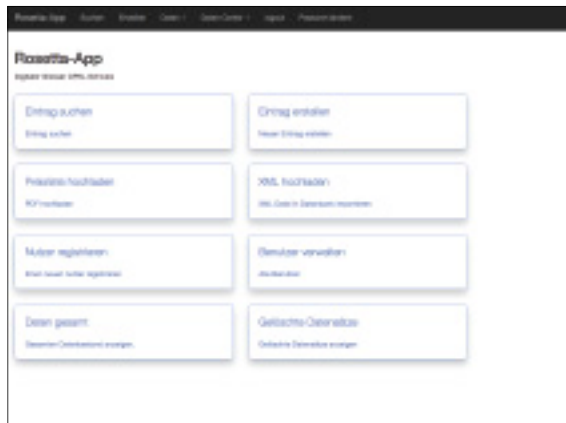 Rosetta-App Suchen Erstellen Daten Daten Center logout Passwort ändern
Rosetta-App
Eintrag suchen
Eintrag suchen
Eintrag erstellen
Neuen Eintrag erstellen
Preisliste hochladen
PDF hochladen
XML hochladen
XML Code in Datenbank importieren
Nutzer registrieren
Einen neuen Nutzer registrieren
Benutzer verwalten
Daten gesamt
Gesamten Datenbestand anzeigen
Gelöschte Datensätze
Gelöschte Datensätze anzeigen